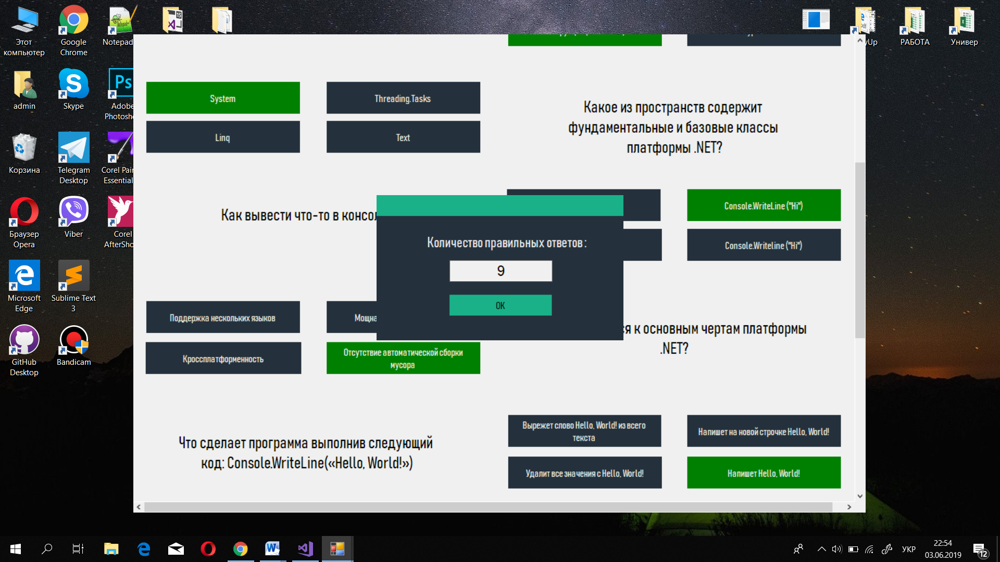 Этот
компьютер
Google
Chrome
Notepad
yUp
РАБОТА
Универ
admin
Skype
Adobe
Photosho
Корзина
Telegram
Desktop
Corel Pai
Essential
Браузер
Opera
Viber
Corel
AfterSho
Microsoft
Edge
Sublime Text
3
GitHub
Desktop
Bandicam
System
Threading.Tasks
Linq
Text
Какое из пространств содержит
фундаментальные и базовые классы
платформы .NET?
Как вывести что-то в консол
Console.WriteLine ("Hi")
Console.Writeline ("Hi")
Количество правильных ответов :
9
OK
Поддержка нескольких языков
Мощна
Кроссплатформенность
Отсутствие автоматической сборки
мусора
ся к основным чертам платформы
.NET?
Что сделает программа выполнив следующий
код: Console.WriteLine(«Hello, World!»)
Вырежет слово Hello, World! из всего
текста
Напишет на новой строчке Hello, World!
Удалит все значения с Hello, World!
Напишет Hello, World!
УКР
22:54
03.06.2019
12